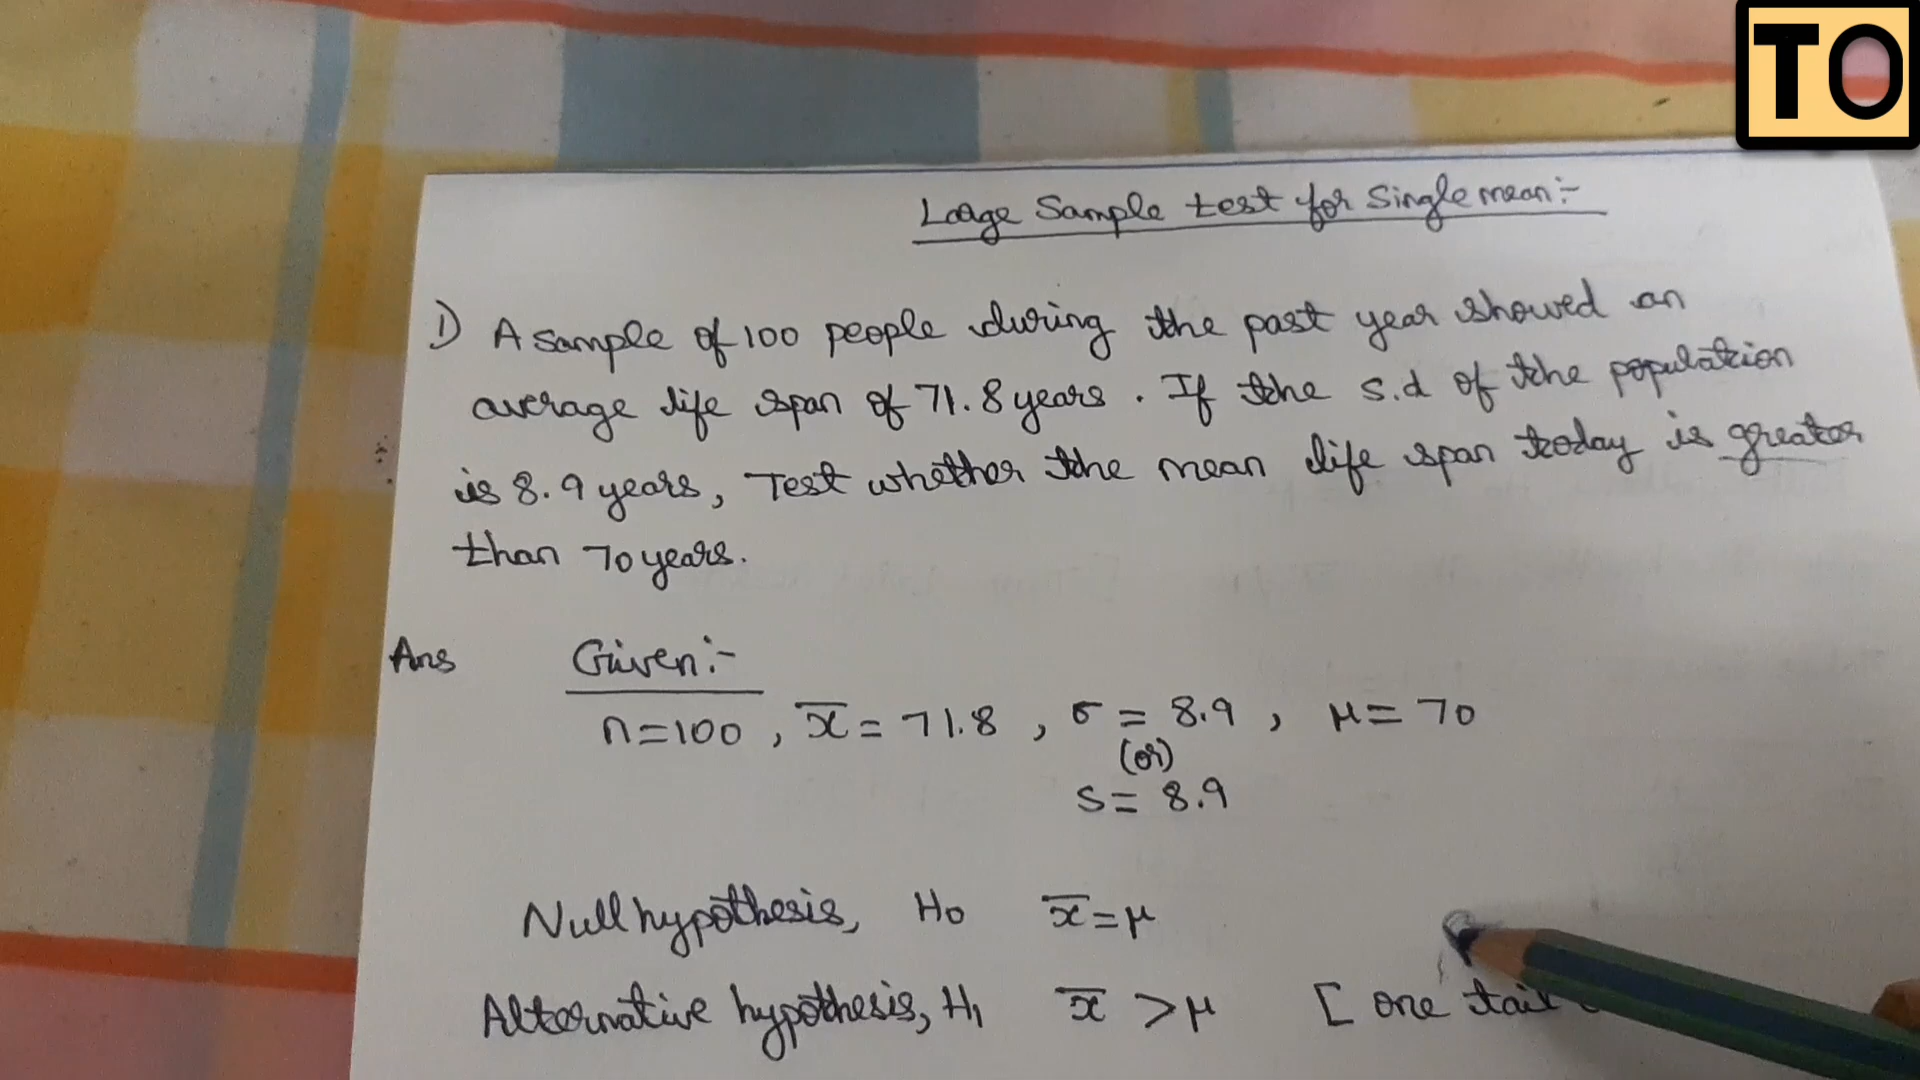 TO
Large Sample test for Single mean:-
1) A sample of 100 people during the past year showed an
average life span of 71.8 years. If the s.d of the population
is 8.9 years, Test whether the mean life span today is greater
than 70 years.
Ans Given:-
n=100, x̄ = 71.8, σ = 8.9, μ = 70
(or)
s = 8.9
Null hypothesis, H₀ x̄ = μ
Alternative hypothesis, H₁ x̄ > μ [ one tail